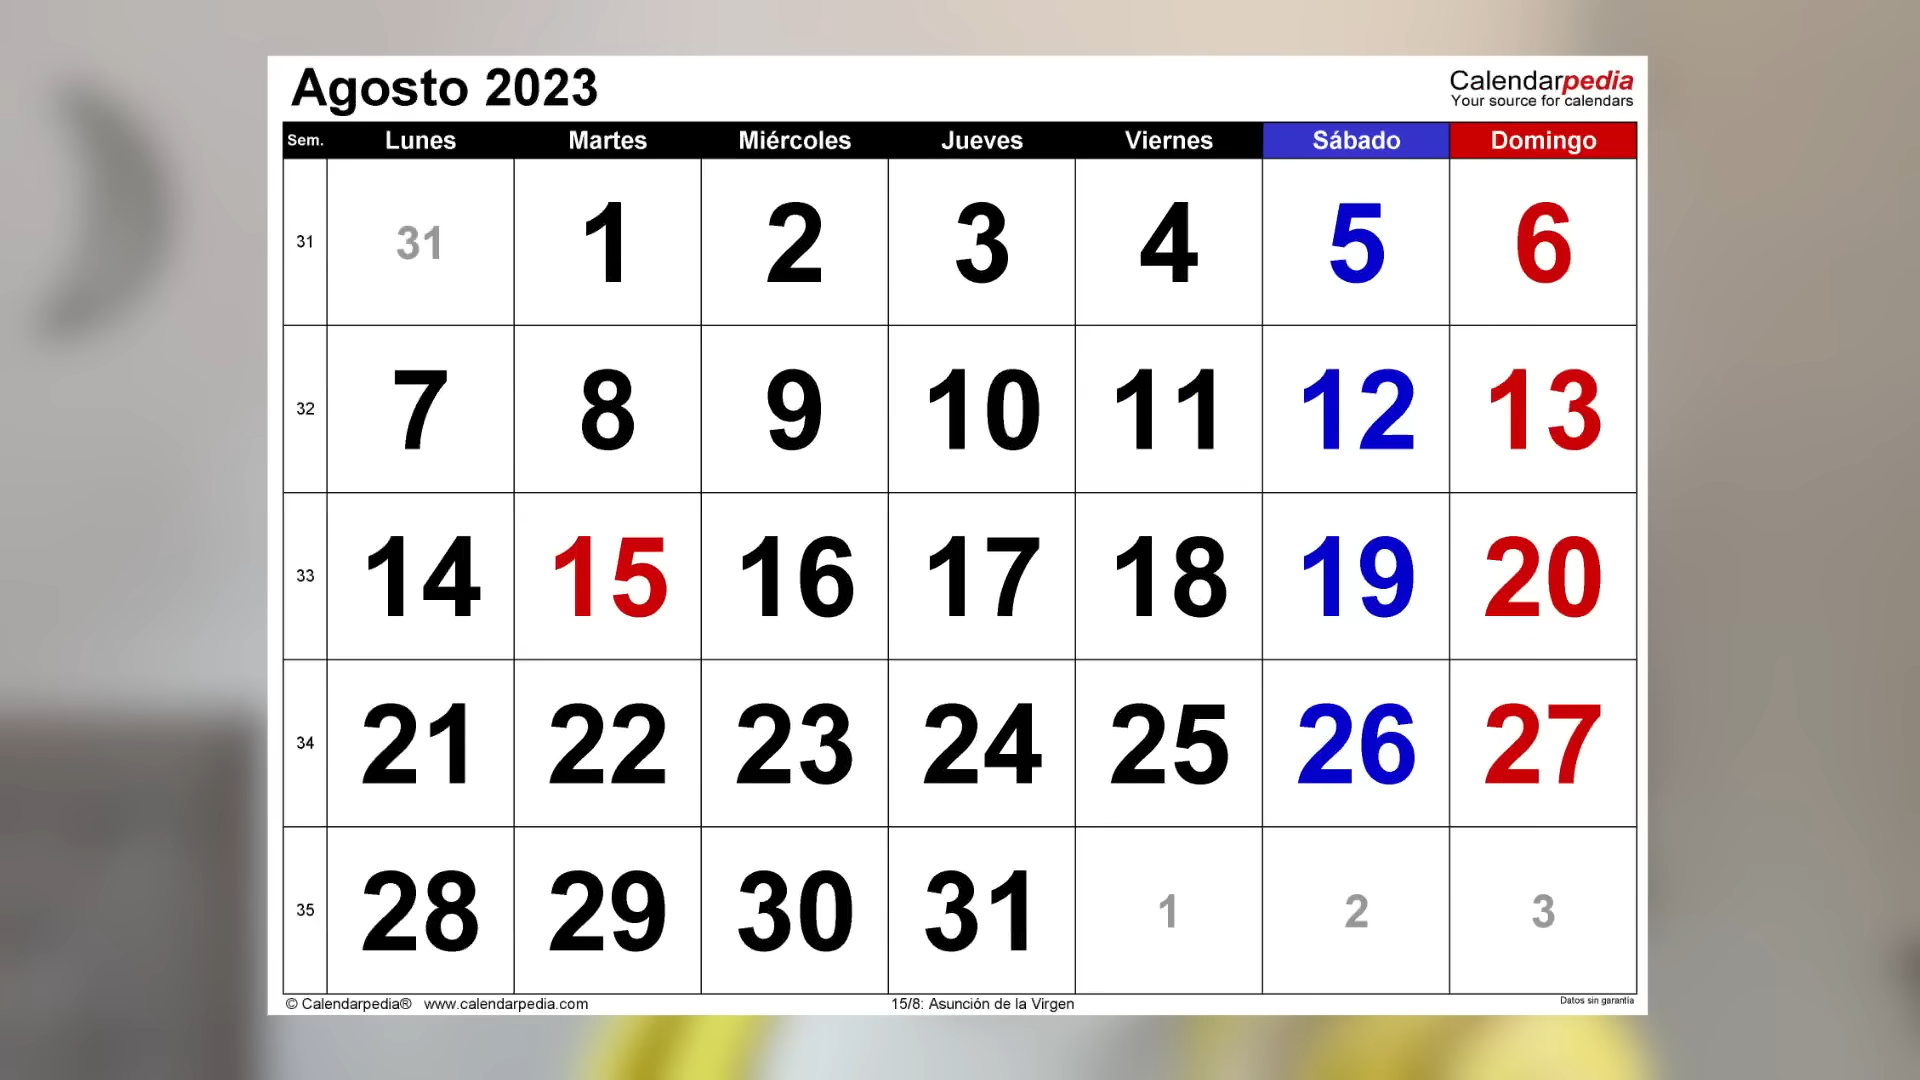 Agosto 2023
Calendarpedia
Your source for calendars
Sem. Lunes Martes Miércoles Jueves Viernes Sábado Domingo
31 31 1 2 3 4 5 6
32 7 8 9 10 11 12 13
33 14 15 16 17 18 19 20
34 21 22 23 24 25 26 27
35 28 29 30 31 1 2 3
© Calendarpedia® www.calendarpedia.com 15/8: Asunción de la Virgen Datos sin garantía